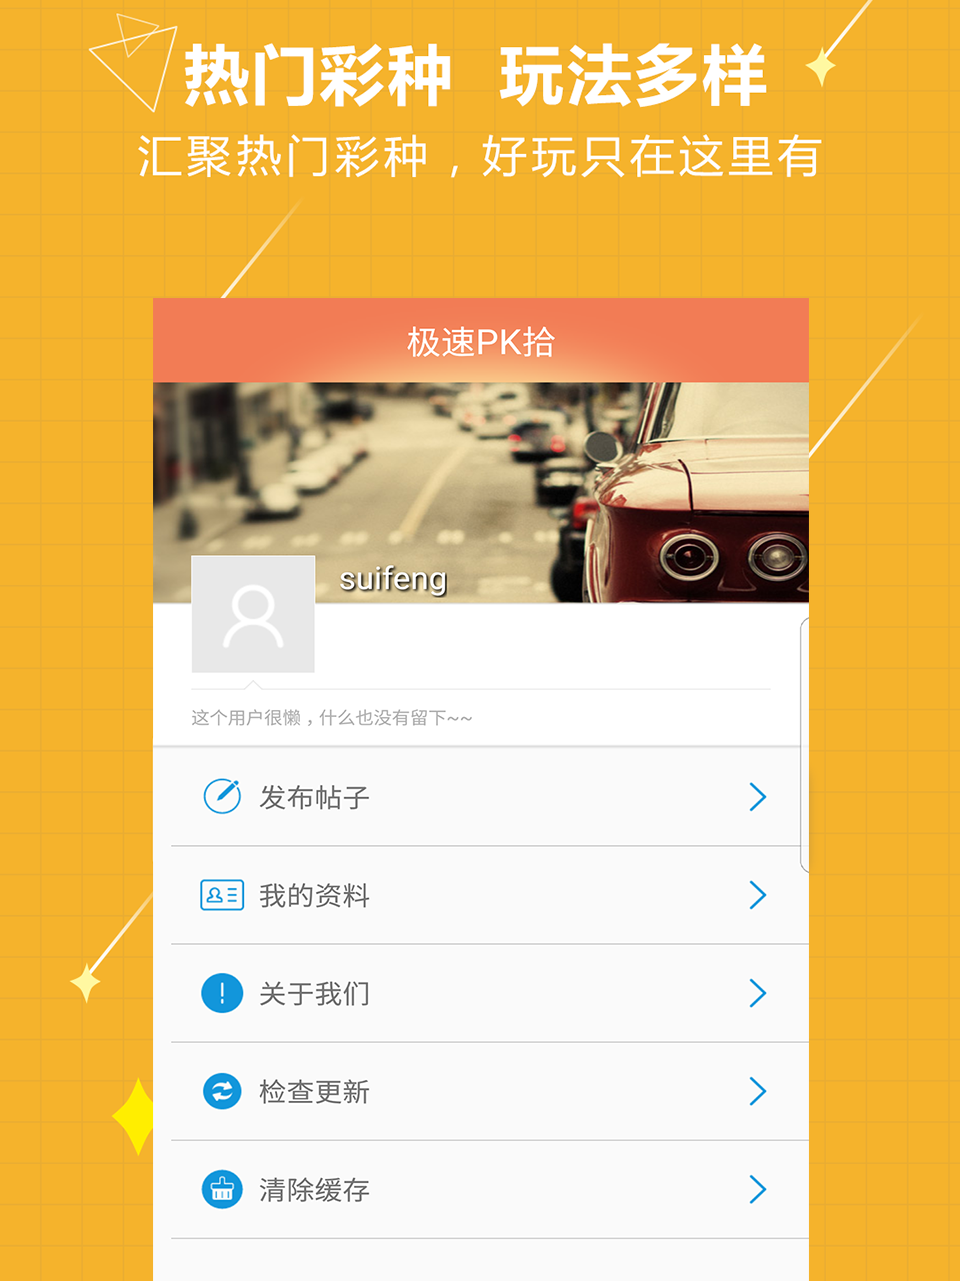 热门彩种 玩法多样
汇聚热门彩种，好玩只在这里有
极速PK拾
suifeng
这个用户很懒，什么也没有留下~~
发布帖子
我的资料
关于我们
检查更新
清除缓存